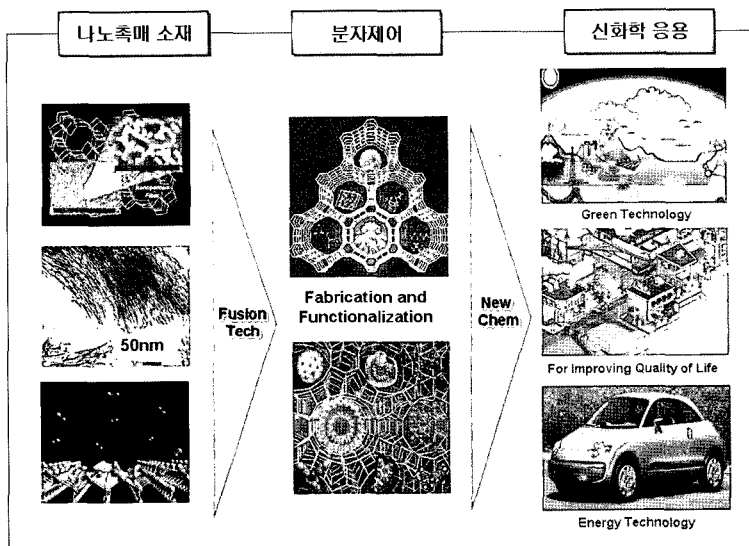 나노촉매 소재
분자제어
신화학 응용
50nm
Fusion
Tech
Fabrication and
Functionalization
New
Chem
Green Technology
For Improving Quality of Life
Energy Technology